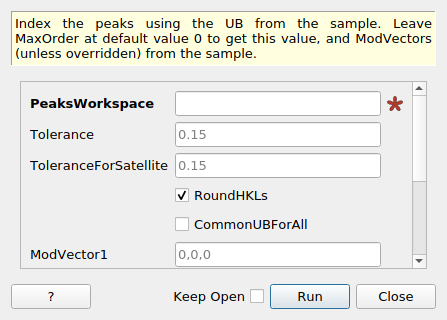 Index the peaks using the UB from the sample. Leave
MaxOrder at default value 0 to get this value, and ModVectors
(unless overridden) from the sample.
PeaksWorkspace
Tolerance 0.15
ToleranceForSatellite 0.15
RoundHKLs
CommonUBForAll
ModVector1 0,0,0
? Keep Open Run Close